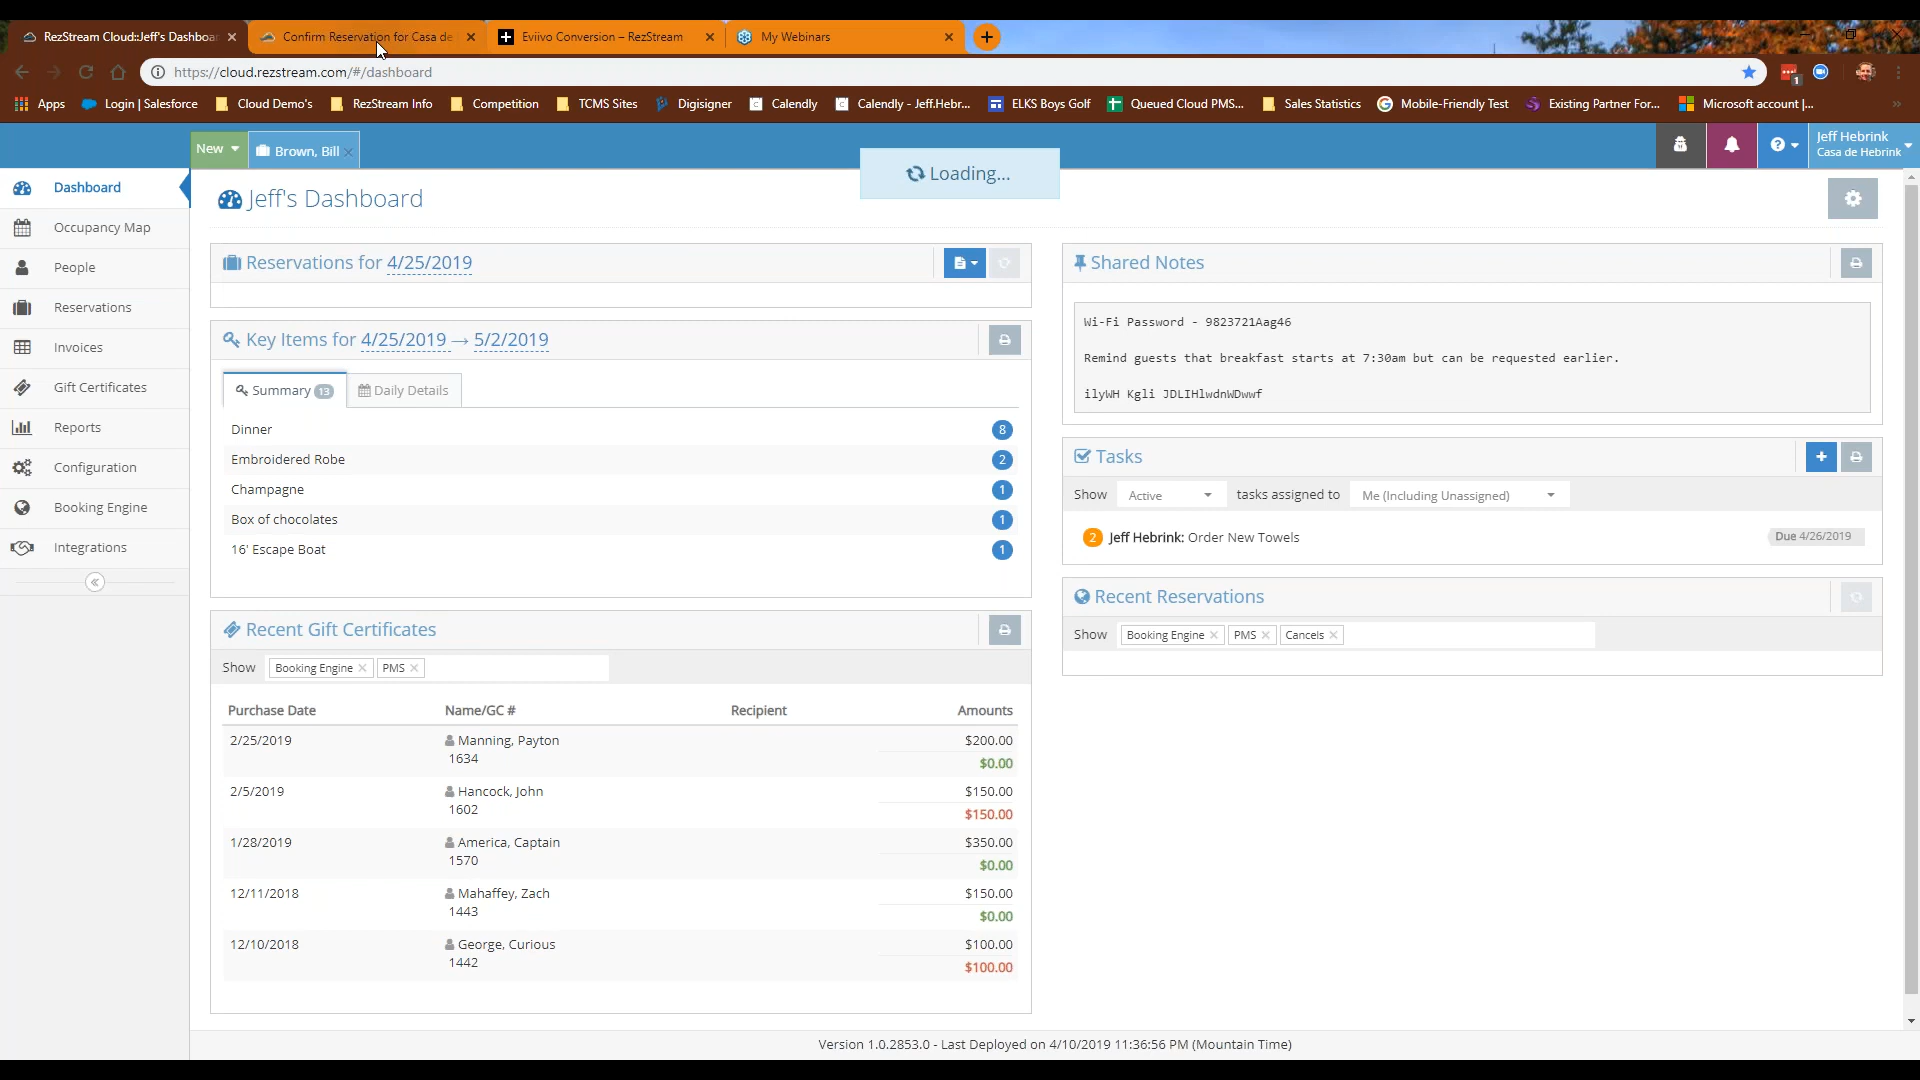 RezStream Cloud::Jeff's Dashboar
Confirm Reservation for Casa de
Eviivo Conversion – RezStream
My Webinars
https://cloud.rezstream.com/#/dashboard
1
Apps
Login | Salesforce
Cloud Demo's
RezStream Info
Competition
TCMS Sites
Digisigner
Calendly
Calendly - Jeff.Hebr...
ELKS Boys Golf
Queued Cloud PMS...
Sales Statistics
Mobile-Friendly Test
Existing Partner For...
Microsoft account |...
New
Brown, Bill
Loading...
Jeff Hebrink
Casa de Hebrink
Dashboard
Occupancy Map
People
Reservations
Invoices
Gift Certificates
Reports
Configuration
Booking Engine
Integrations
Jeff's Dashboard
Reservations for 4/25/2019
Key Items for 4/25/2019 → 5/2/2019
Summary 13
Daily Details
Dinner 8
Embroidered Robe 2
Champagne 1
Box of chocolates 1
16' Escape Boat 1
Recent Gift Certificates
Show Booking Engine × PMS ×
Purchase Date Name/GC # Recipient Amounts
2/25/2019 Manning, Payton $200.00
1634 $0.00
2/5/2019 Hancock, John $150.00
1602 $150.00
1/28/2019 America, Captain $350.00
1570 $0.00
12/11/2018 Mahaffey, Zach $150.00
1443 $0.00
12/10/2018 George, Curious $100.00
1442 $100.00
Shared Notes
Wi-Fi Password - 9823721Aag46
Remind guests that breakfast starts at 7:30am but can be requested earlier.
ilyWH Kgli JDLIHlwdnWDwwf
Tasks
Show Active tasks assigned to Me (Including Unassigned)
2 Jeff Hebrink: Order New Towels Due 4/26/2019
Recent Reservations
Show Booking Engine × PMS × Cancels ×
Version 1.0.2853.0 - Last Deployed on 4/10/2019 11:36:56 PM (Mountain Time)